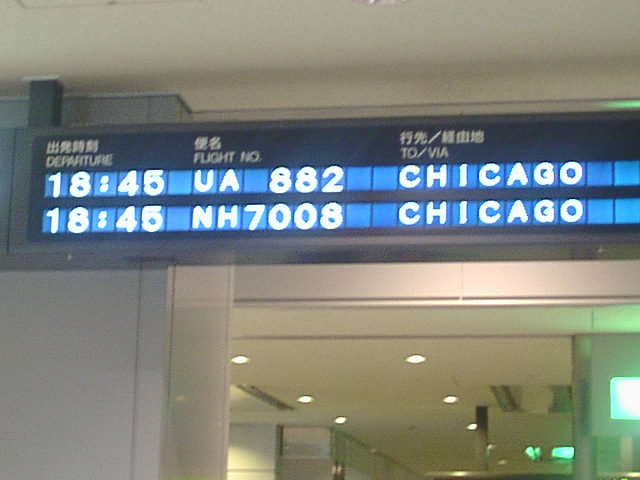 出発時刻 便名 行先/経由地
DEPARTURE FLIGHT NO. TO/VIA
18:45 UA 882 CHICAGO
18:45 NH7008 CHICAGO